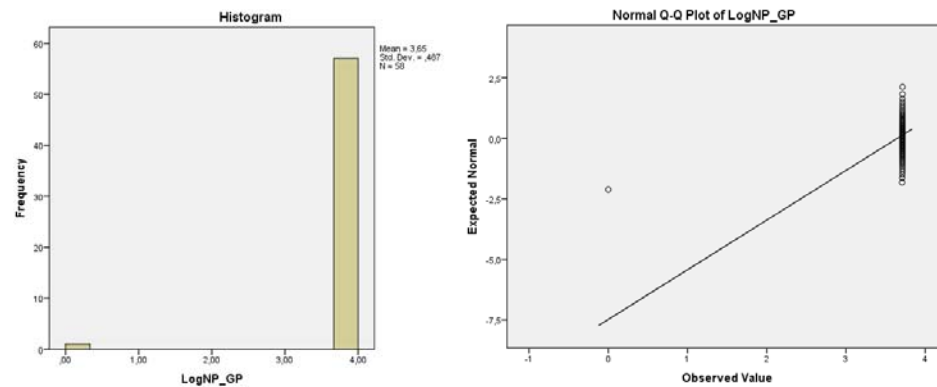 Histogram
Mean = 3,65
Std. Dev. = ,487
N = 58
60
50
40
30
20
10
0
Frequency
,00
1,00
2,00
3,00
4,00
LogNP_GP
Normal Q-Q Plot of LogNP_GP
2,5
0,0
-2,5
-5,0
-7,5
Expected Normal
-1
0
1
2
3
4
Observed Value